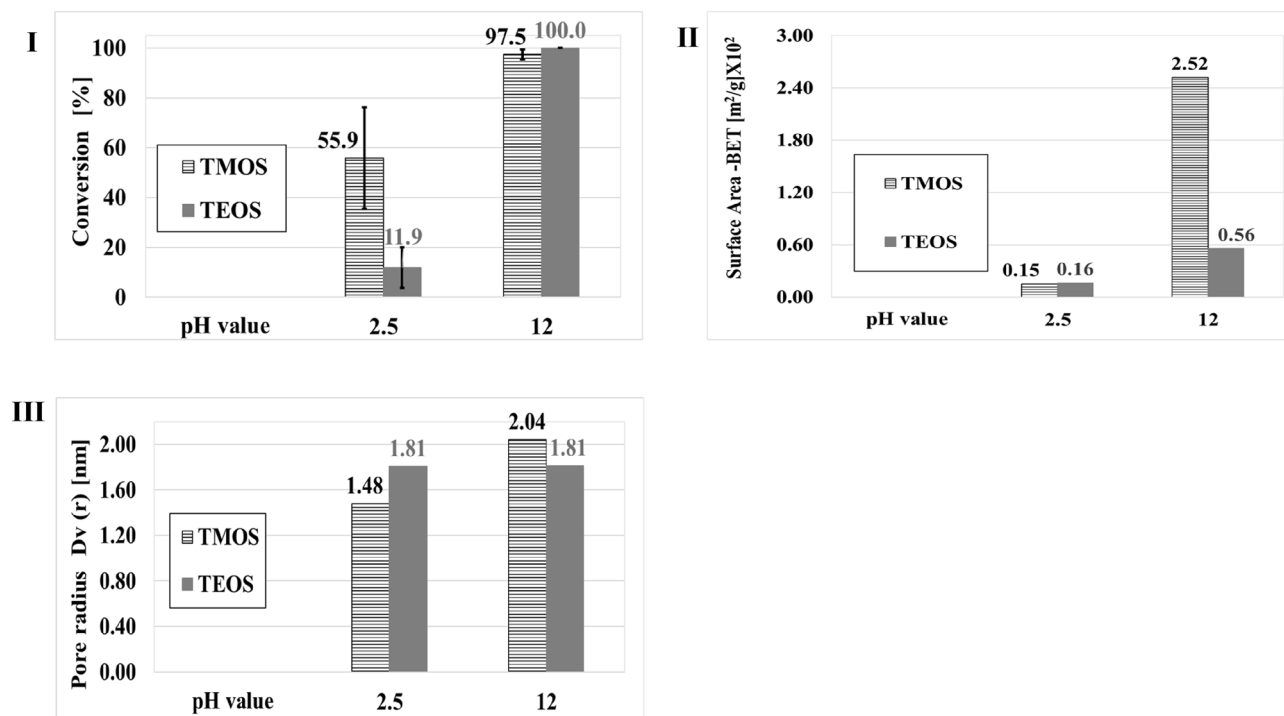 I
Conversion [%]
100
80
60
40
20
0
TMOS
TEOS
55.9
11.9
97.5
100.0
pH value
2.5
12
II
Surface Area -BET [m²/g]X10²
3.00
2.40
1.80
1.20
0.60
0.00
TMOS
TEOS
0.15
0.16
2.52
0.56
pH value
2.5
12
III
Pore radius Dv (r) [nm]
2.00
1.60
1.20
0.80
0.40
0.00
TMOS
TEOS
1.48
1.81
2.04
1.81
pH value
2.5
12